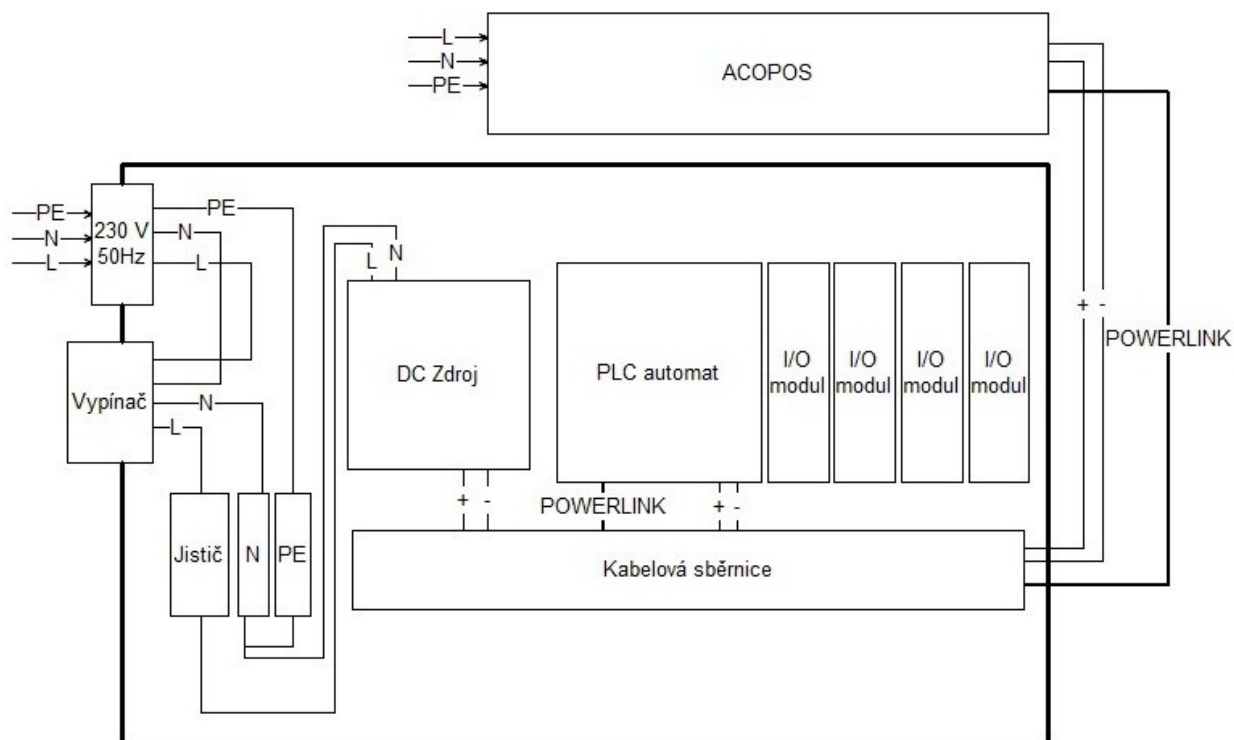 L
N
PE
ACOPOS
PE
N
L
230 V
50Hz
PE
N
L
L
N
Vypínač
N
L
DC Zdroj
PLC automat
I/O
modul
I/O
modul
I/O
modul
I/O
modul
+
-
POWERLINK
+
-
POWERLINK
+
-
Jistič
N
PE
Kabelová sběrnice